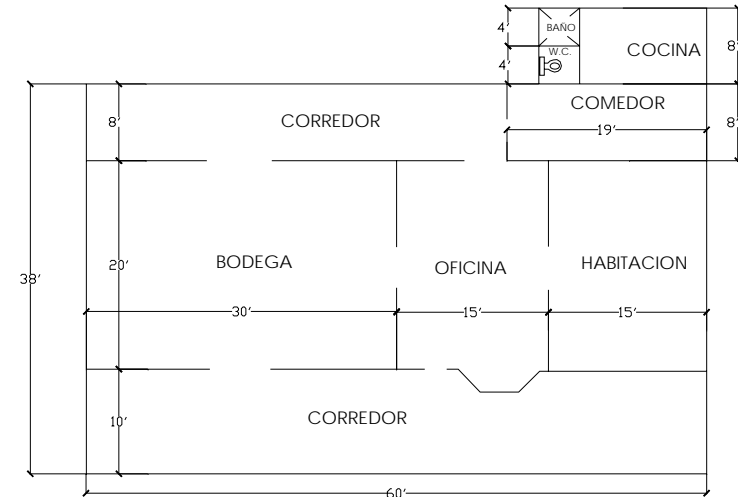 4'
BAÑO
8'
W.C.
COCINA
4'
COMEDOR
8'
CORREDOR
19'
8'
38'
20'
BODEGA
OFICINA
HABITACION
30'
15'
15'
10'
CORREDOR
60'